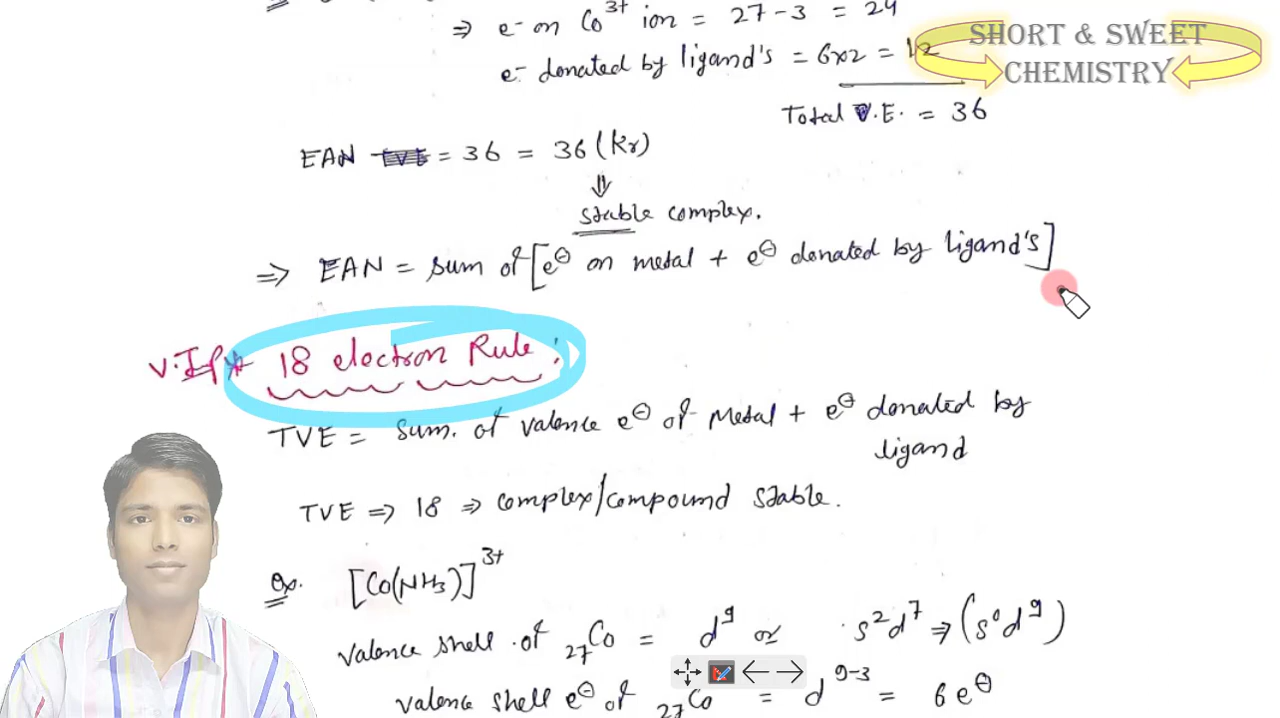 ⇒ e⁻ on Co³⁺ ion = 27-3 = 24
SHORT & SWEET
CHEMISTRY
e⁻ donated by ligand's = 6x2 = 12
Total V.E. = 36
EAN TVE = 36 = 36 (Kr)
⇓
stable complex.
⇒ EAN = sum of [e⊖ on metal + e⊖ donated by ligand's]
V.Ip* 18 electron Rule:
TVE = sum. of valence e⊖ of Metal + e⊖ donated by
ligand
TVE ⇒ 18 ⇒ complex/compound stable.
Ex. [Co(NH₃)]³⁺
valence shell of ₂₇Co = d⁹ or s²d⁷ ⇒ (s⁰d⁹)
valence shell e⊖ of ₂₇Co = d⁹⁻³ = 6e⊖